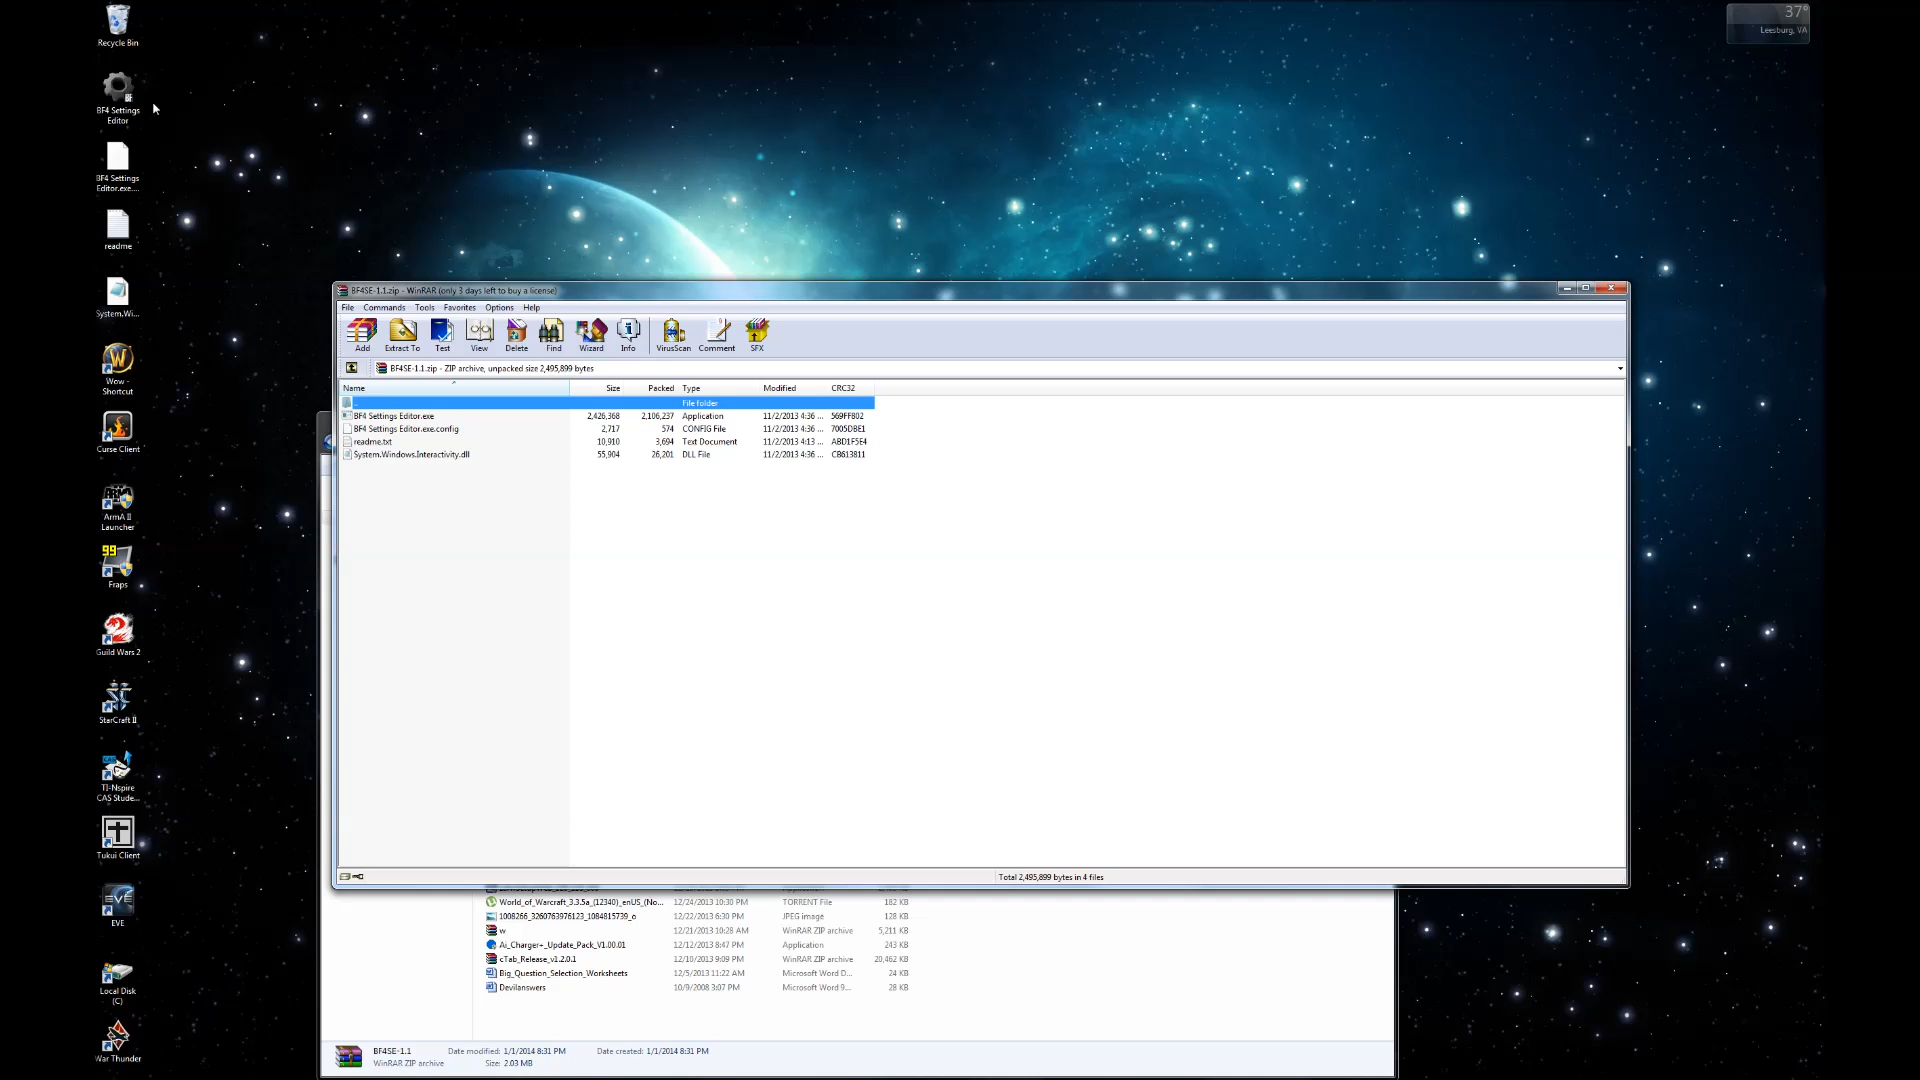 Recycle Bin
BF4 Settings
Editor
BF4 Settings
Editor.exe....
readme
System.Wi...
Wow -
Shortcut
Curse Client
ArmA II
Launcher
99
Fraps
Guild Wars 2
StarCraft II
CAS
TI-Nspire
CAS Stude...
Tukui Client
EVE
EVE
Local Disk
(C)
War Thunder
37°
Leesburg, VA
BF4SE-1.1.zip - WinRAR (only 3 days left to buy a license)
File Commands Tools Favorites Options Help
Add Extract To Test View Delete Find Wizard Info VirusScan Comment SFX
BF4SE-1.1.zip - ZIP archive, unpacked size 2,495,899 bytes
Name Size Packed Type Modified CRC32
.. File folder
BF4 Settings Editor.exe 2,426,368 2,106,237 Application 11/2/2013 4:36 ... 569FF802
BF4 Settings Editor.exe.config 2,717 574 CONFIG File 11/2/2013 4:36 ... 7005DBE1
readme.txt 10,910 3,694 Text Document 11/2/2013 4:13 ... ABD1F5E4
System.Windows.Interactivity.dll 55,904 26,201 DLL File 11/2/2013 4:36 ... CB613811
Total 2,495,899 bytes in 4 files
World_of_Warcraft_3.3.5a_(12340)_enUS_(No... 12/24/2013 10:30 PM TORRENT File 182 KB
1008266_3260763976123_1084815739_o 12/22/2013 6:30 PM JPEG image 128 KB
w 12/21/2013 10:28 AM WinRAR ZIP archive 5,211 KB
Ai_Charger+_Update_Pack_V1.00.01 12/12/2013 8:47 PM Application 243 KB
cTab_Release_v1.2.0.1 12/10/2013 9:09 PM WinRAR ZIP archive 20,462 KB
Big_Question_Selection_Worksheets 12/5/2013 11:22 AM Microsoft Word D... 24 KB
Devilanswers 10/9/2008 3:07 PM Microsoft Word 9... 28 KB
BF4SE-1.1 Date modified: 1/1/2014 8:31 PM Date created: 1/1/2014 8:31 PM
WinRAR ZIP archive Size: 2.03 MB